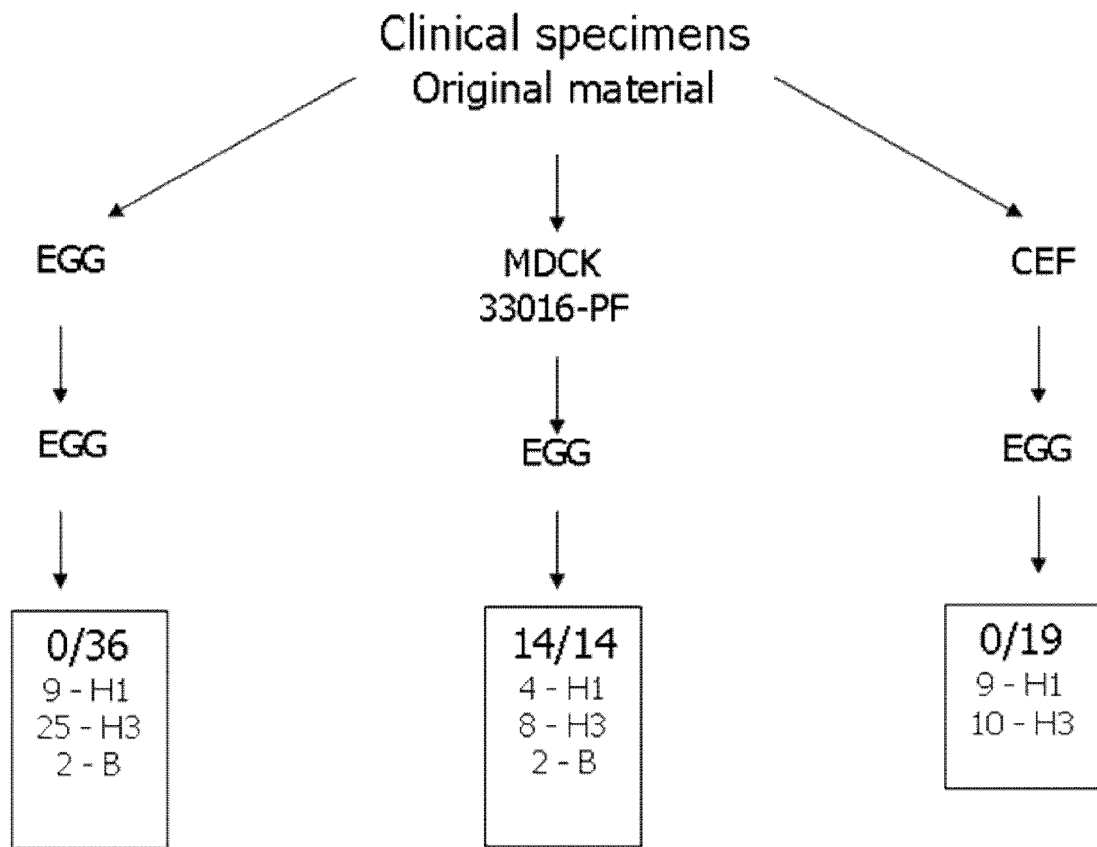 Clinical specimens
Original material
EGG
MDCK
33016-PF
CEF
EGG
EGG
EGG
0/36
9 - H1
25 - H3
2 - B
14/14
4 - H1
8 - H3
2 - B
0/19
9 - H1
10 - H3